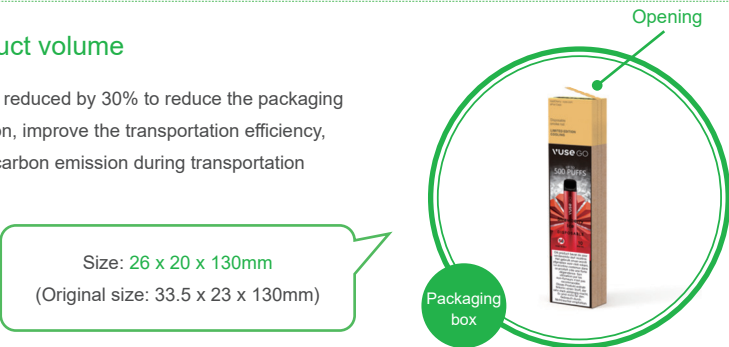 Opening
uct volume
reduced by 30% to reduce the packaging
on, improve the transportation efficiency,
carbon emission during transportation
Size: 26 x 20 x 130mm
(Original size: 33.5 x 23 x 130mm)
vuse GO
500 PUFFS
Packaging
box